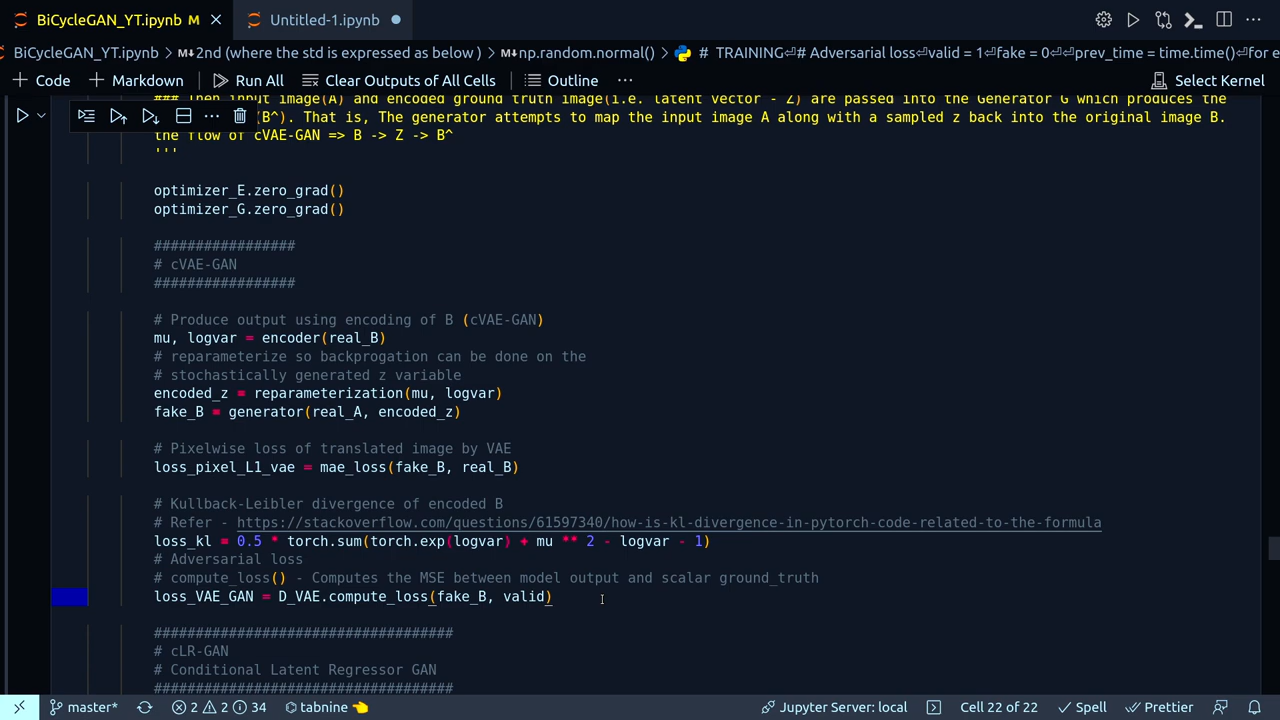 BiCycleGAN_YT.ipynb M
Untitled-1.ipynb
BiCycleGAN_YT.ipynb > M↓2nd (where the std is expressed as below ) > M↓np.random.normal() > # TRAINING⏎# Adversarial loss⏎valid = 1⏎fake = 0⏎⏎prev_time = time.time()⏎for e
Code
Markdown
Run All
Clear Outputs of All Cells
Outline
Select Kernel
### Then input image(A) and encoded ground truth image(i.e. latent vector - Z) are passed into the Generator G which produces the
(B^). That is, The generator attempts to map the input image A along with a sampled z back into the original image B.
the flow of cVAE-GAN => B -> Z -> B^
'''
optimizer_E.zero_grad()
optimizer_G.zero_grad()
#################
# cVAE-GAN
#################
# Produce output using encoding of B (cVAE-GAN)
mu, logvar = encoder(real_B)
# reparameterize so backprogation can be done on the
# stochastically generated z variable
encoded_z = reparameterization(mu, logvar)
fake_B = generator(real_A, encoded_z)
# Pixelwise loss of translated image by VAE
loss_pixel_L1_vae = mae_loss(fake_B, real_B)
# Kullback-Leibler divergence of encoded B
# Refer - https://stackoverflow.com/questions/61597340/how-is-kl-divergence-in-pytorch-code-related-to-the-formula
loss_kl = 0.5 * torch.sum(torch.exp(logvar) + mu ** 2 - logvar - 1)
# Adversarial loss
# compute_loss() - Computes the MSE between model output and scalar ground_truth
loss_VAE_GAN = D_VAE.compute_loss(fake_B, valid)
##################################
# cLR-GAN
# Conditional Latent Regressor GAN
##################################
master*
2
2
34
tabnine
Jupyter Server: local
Cell 22 of 22
Spell
Prettier